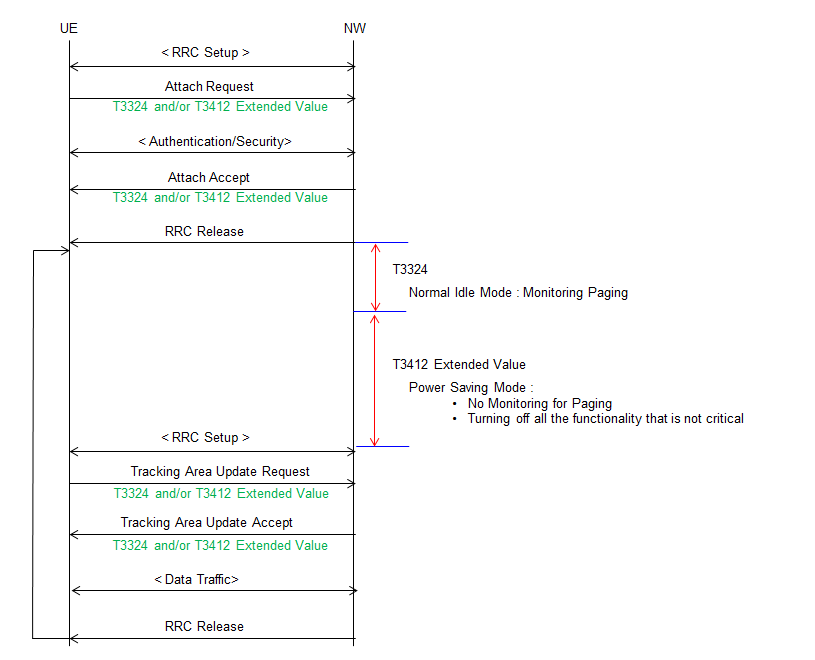 UE
NW
< RRC Setup >
Attach Request
T3324 and/or T3412 Extended Value
< Authentication/Security>
Attach Accept
T3324 and/or T3412 Extended Value
RRC Release
T3324
Normal Idle Mode : Monitoring Paging
T3412 Extended Value
Power Saving Mode :
• No Monitoring for Paging
• Turning off all the functionality that is not critical
< RRC Setup >
Tracking Area Update Request
T3324 and/or T3412 Extended Value
Tracking Area Update Accept
T3324 and/or T3412 Extended Value
< Data Traffic>
RRC Release